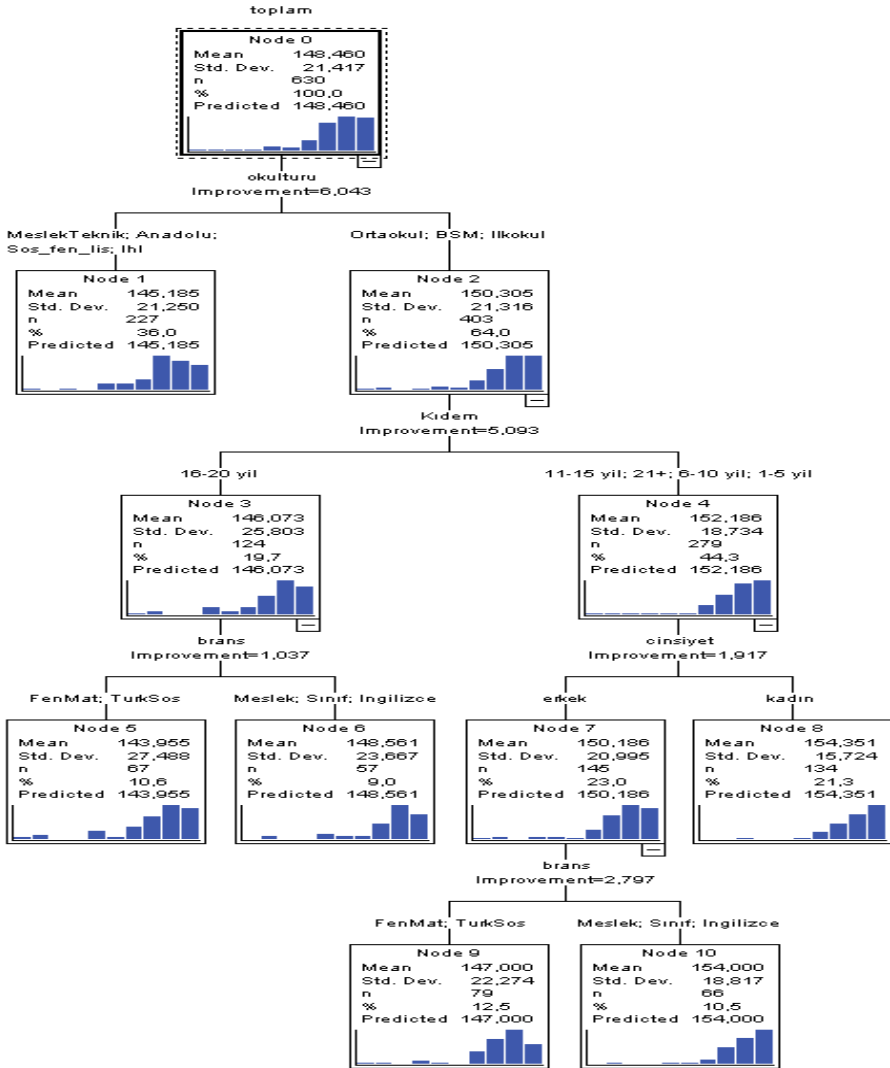 toplam
Node 0
Mean 148,460
Std. Dev. 21,417
n 630
% 100,0
Predicted 148,460
okulturu
Improvement=6,043
MeslekTeknik; Anadolu;
Sos_fen_lis; Ihl
Ortaokul; BSM; Ilkokul
Node 1
Mean 145,185
Std. Dev. 21,250
n 227
% 36,0
Predicted 145,185
Node 2
Mean 150,305
Std. Dev. 21,316
n 403
% 64,0
Predicted 150,305
Kıdem
Improvement=5,093
16-20 yil
11-15 yil; 21+; 6-10 yil; 1-5 yil
Node 3
Mean 146,073
Std. Dev. 25,803
n 124
% 19,7
Predicted 146,073
Node 4
Mean 152,186
Std. Dev. 18,734
n 279
% 44,3
Predicted 152,186
brans
Improvement=1,037
cinsiyet
Improvement=1,917
FenMat; TurkSos
Meslek; Sınıf; Ingilizce
erkek
kadın
Node 5
Mean 143,955
Std. Dev. 27,488
n 67
% 10,6
Predicted 143,955
Node 6
Mean 148,561
Std. Dev. 23,667
n 57
% 9,0
Predicted 148,561
Node 7
Mean 150,186
Std. Dev. 20,995
n 145
% 23,0
Predicted 150,186
Node 8
Mean 154,351
Std. Dev. 15,724
n 134
% 21,3
Predicted 154,351
brans
Improvement=2,797
FenMat; TurkSos
Meslek; Sınıf; Ingilizce
Node 9
Mean 147,000
Std. Dev. 22,274
n 79
% 12,5
Predicted 147,000
Node 10
Mean 154,000
Std. Dev. 18,817
n 66
% 10,5
Predicted 154,000